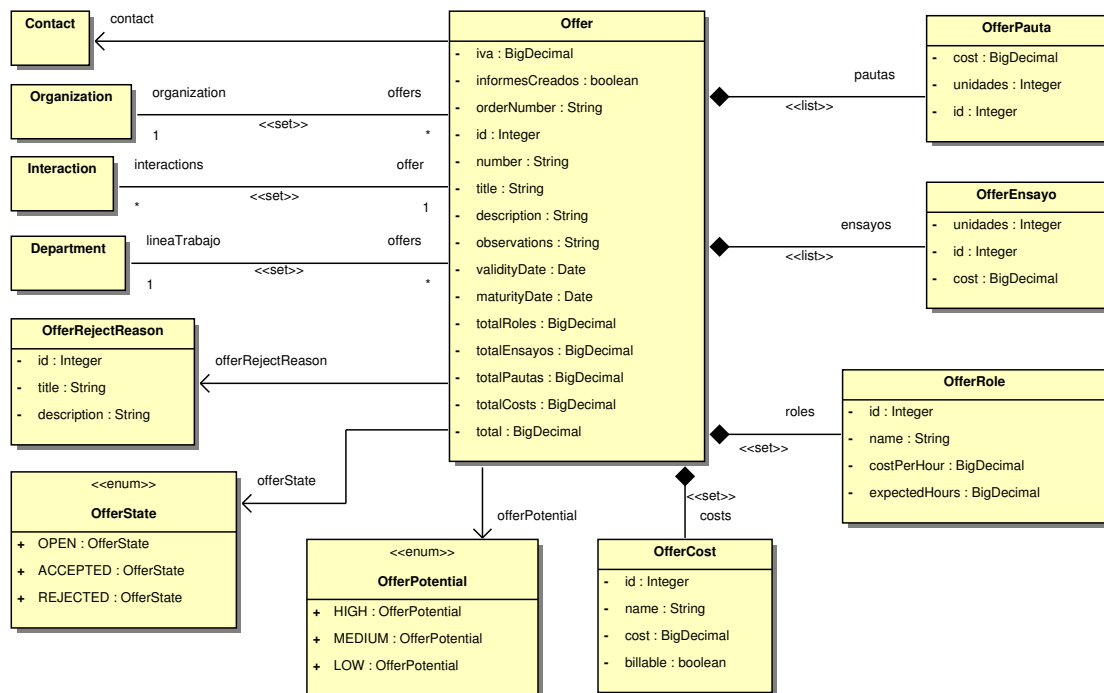 Contact
contact
Organization
organization
offers
<<set>>
1
*
Interaction
interactions
offer
<<set>>
*
1
Department
lineaTrabajo
offers
<<set>>
1
*
OfferRejectReason
- id : Integer
- title : String
- description : String
offerRejectReason
<<enum>>
OfferState
+ OPEN : OfferState
+ ACCEPTED : OfferState
+ REJECTED : OfferState
offerState
Offer
- iva : BigDecimal
- informesCreados : boolean
- orderNumber : String
- id : Integer
- number : String
- title : String
- description : String
- observations : String
- validityDate : Date
- maturityDate : Date
- totalRoles : BigDecimal
- totalEnsayos : BigDecimal
- totalPautas : BigDecimal
- totalCosts : BigDecimal
- total : BigDecimal
offerPotential
<<enum>>
OfferPotential
+ HIGH : OfferPotential
+ MEDIUM : OfferPotential
+ LOW : OfferPotential
<<set>>
costs
OfferCost
- id : Integer
- name : String
- cost : BigDecimal
- billable : boolean
pautas
<<list>>
OfferPauta
- cost : BigDecimal
- unidades : Integer
- id : Integer
ensayos
<<list>>
OfferEnsayo
- unidades : Integer
- id : Integer
- cost : BigDecimal
roles
<<set>>
OfferRole
- id : Integer
- name : String
- costPerHour : BigDecimal
- expectedHours : BigDecimal